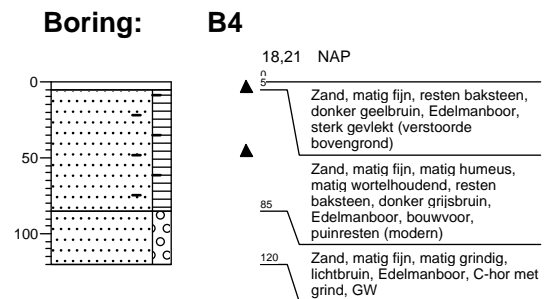 Boring: B4
18,21 NAP
0
0
5
Zand, matig fijn, resten baksteen,
donker geelbruin, Edelmanboor,
sterk gevlekt (verstoorde
bovengrond)
50
Zand, matig fijn, matig humeus,
matig wortelhoudend, resten
baksteen, donker grijsbruin,
Edelmanboor, bouwvoor,
puinresten (modern)
85
100
120
Zand, matig fijn, matig grindig,
lichtbruin, Edelmanboor, C-hor met
grind, GW